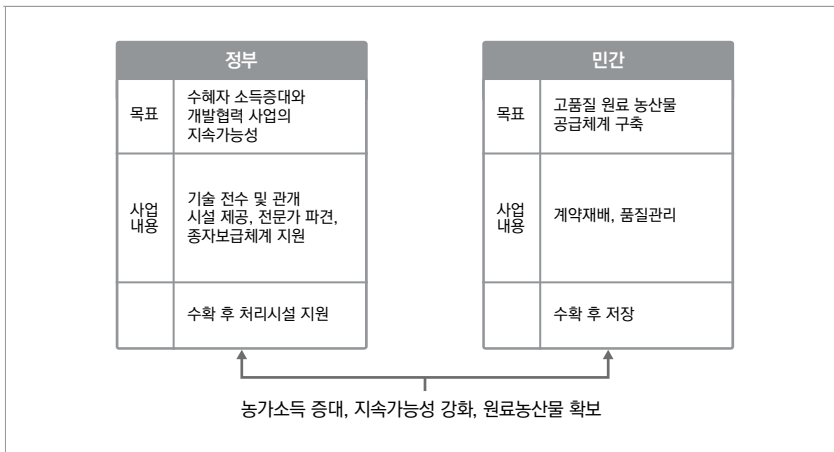 정부
목표
수혜자 소득증대와
개발협력 사업의
지속가능성
사업
내용
기술 전수 및 관개
시설 제공, 전문가 파견,
종자보급체계 지원
수확 후 처리시설 지원
민간
목표
고품질 원료 농산물
공급체계 구축
사업
내용
계약재배, 품질관리
수확 후 저장
농가소득 증대, 지속가능성 강화, 원료농산물 확보